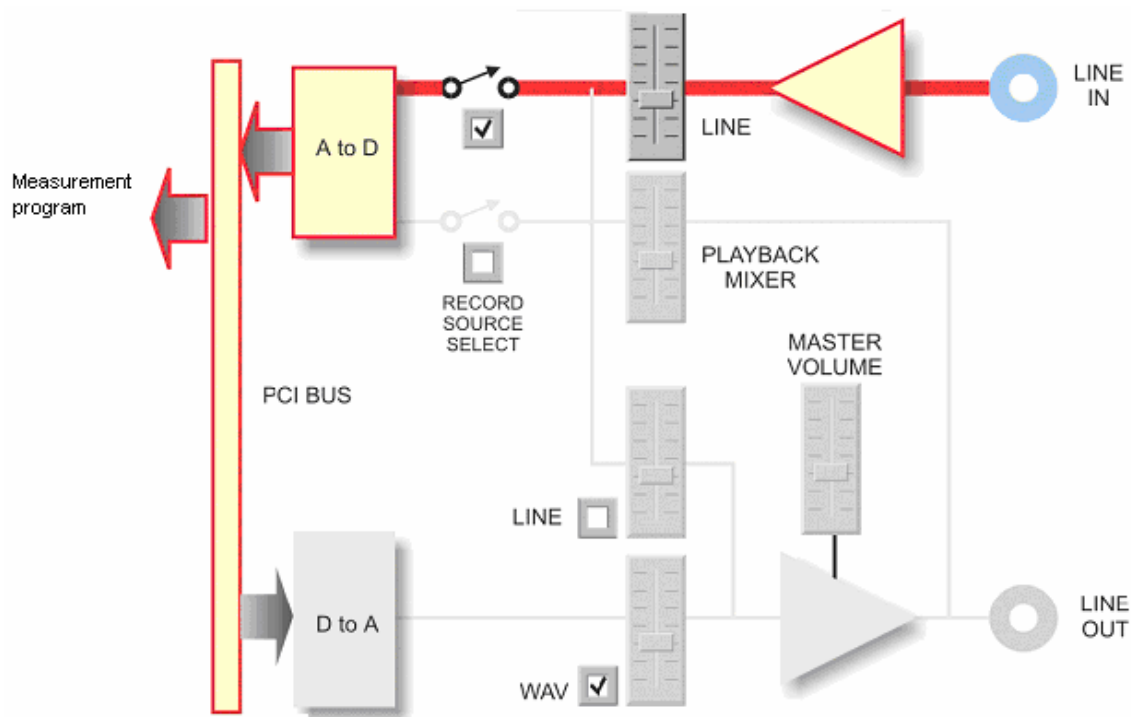 LINE
IN
A to D
LINE
Measurement
program
PLAYBACK
MIXER
RECORD
SOURCE
SELECT
MASTER
VOLUME
PCI BUS
LINE
D to A
LINE
OUT
WAV